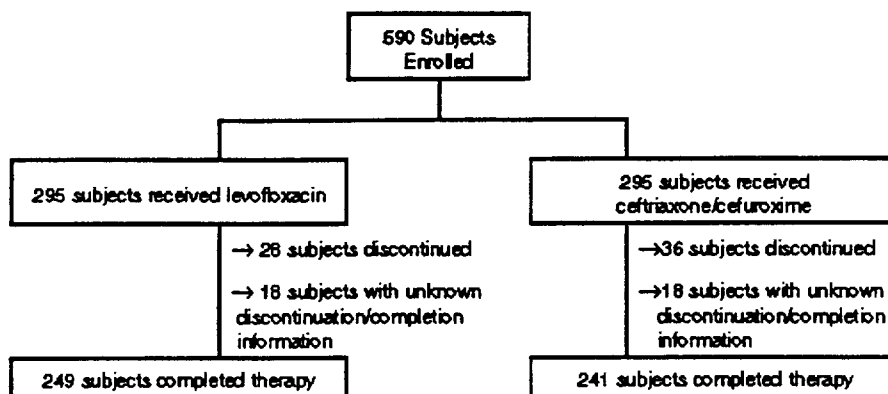 590 Subjects
Enrolled
295 subjects received levofloxacin
295 subjects received
ceftriaxone/cefuroxime
→ 28 subjects discontinued
→ 18 subjects with unknown
discontinuation/completion
information
→36 subjects discontinued
→18 subjects with unknown
discontinuation/completion
information
249 subjects completed therapy
241 subjects completed therapy